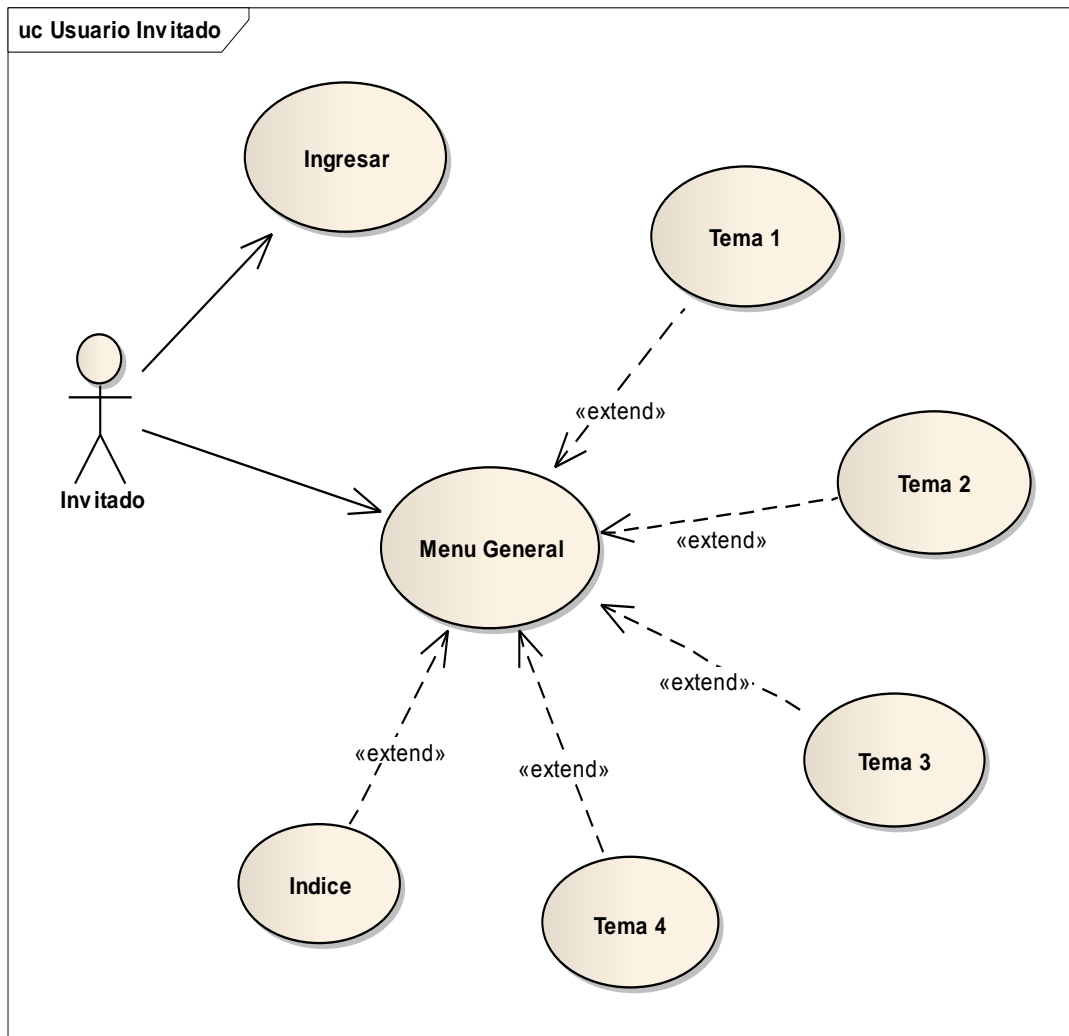 uc Usuario Invitado
Ingresar
Tema 1
«extend»
Invitado
Tema 2
«extend»
Menu General
«extend»
Tema 3
«extend»
«extend»
Indice
Tema 4